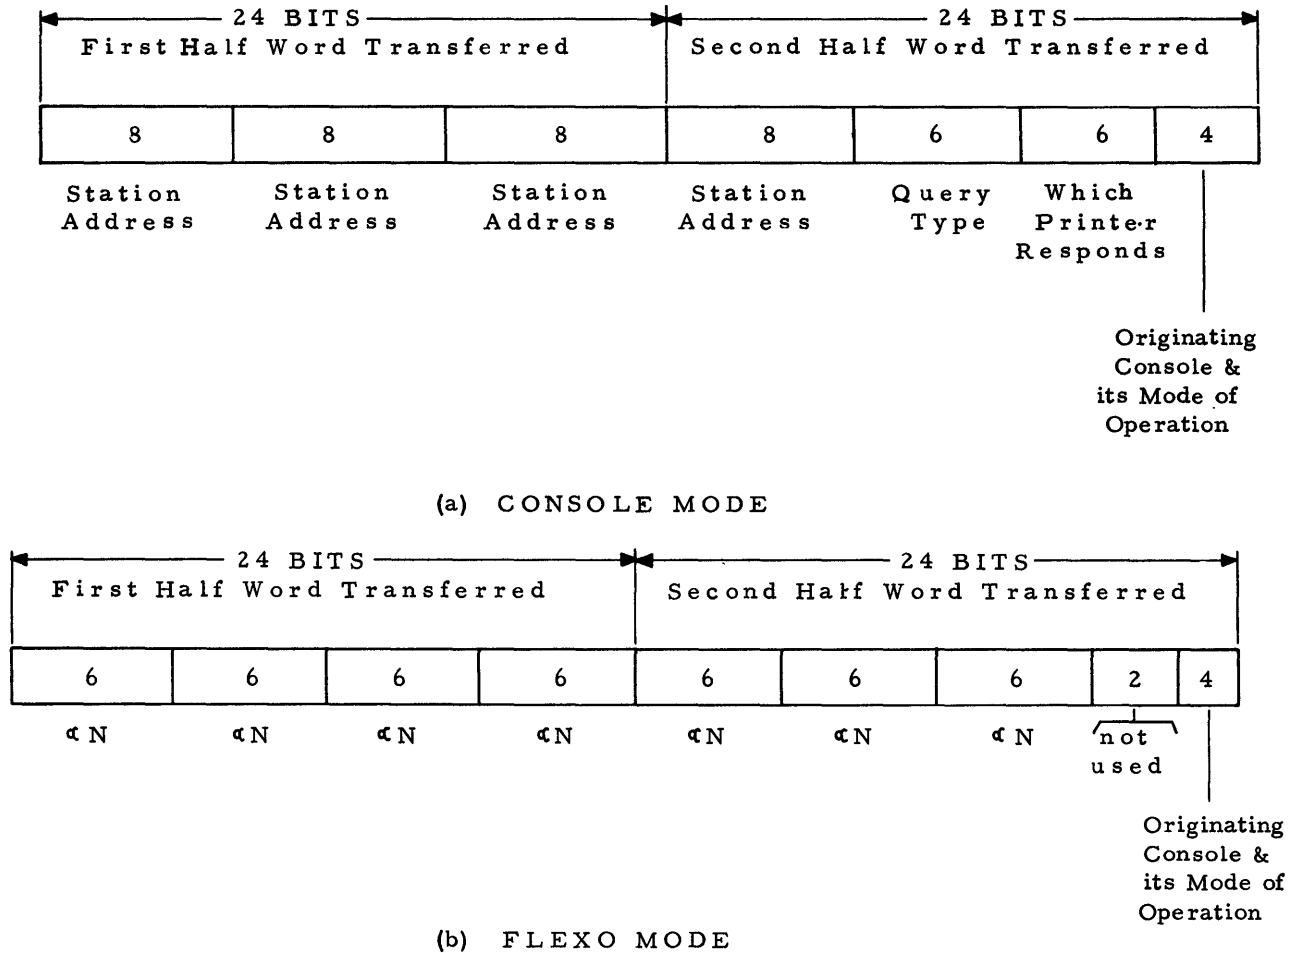 24 BITS 24 BITS
First Half Word Transferred Second Half Word Transferred
8 8 8 8 6 6 4
Station Station Station Station Query Which
Address Address Address Address Type Printer
Responds
Originating
Console &
its Mode of
Operation
(a) CONSOLE MODE
24 BITS 24 BITS
First Half Word Transferred Second Half Word Transferred
6 6 6 6 6 6 6 2 4
αN αN αN αN αN αN αN not
used
Originating
Console &
its Mode of
Operation
(b) FLEXO MODE